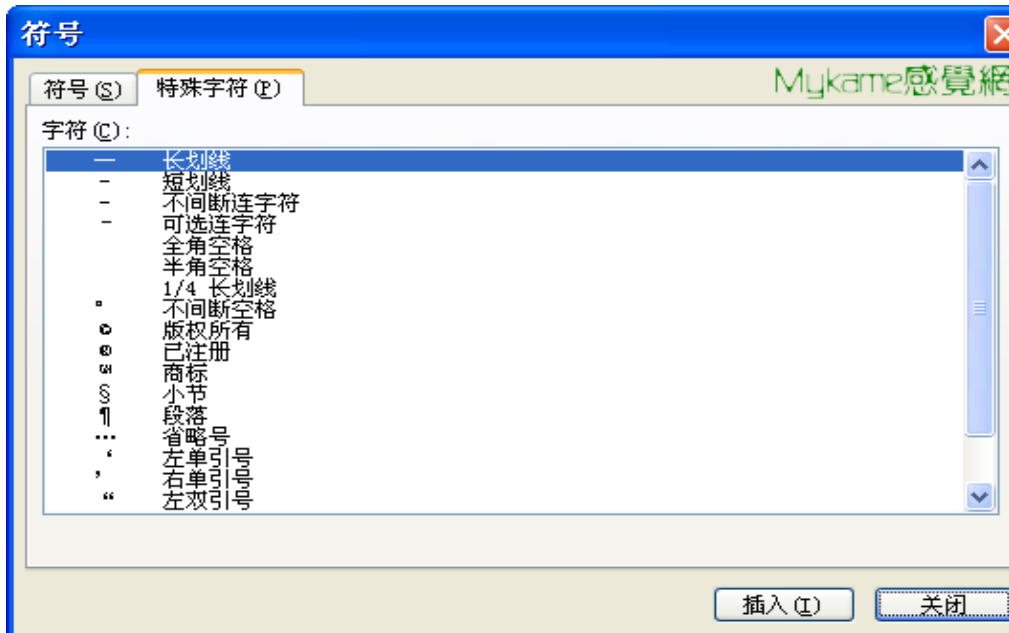 符号
符号(S) 特殊字符(P)
Mykame感覺網
字符(C):
— 长划线
– 短划线
- 不间断连字符
- 可选连字符
全角空格
半角空格
1/4 长划线
° 不间断空格
© 版权所有
® 已注册
™ 商标
§ 小节
¶ 段落
… 省略号
‘ 左单引号
’ 右单引号
“ 左双引号
插入(I) 关闭